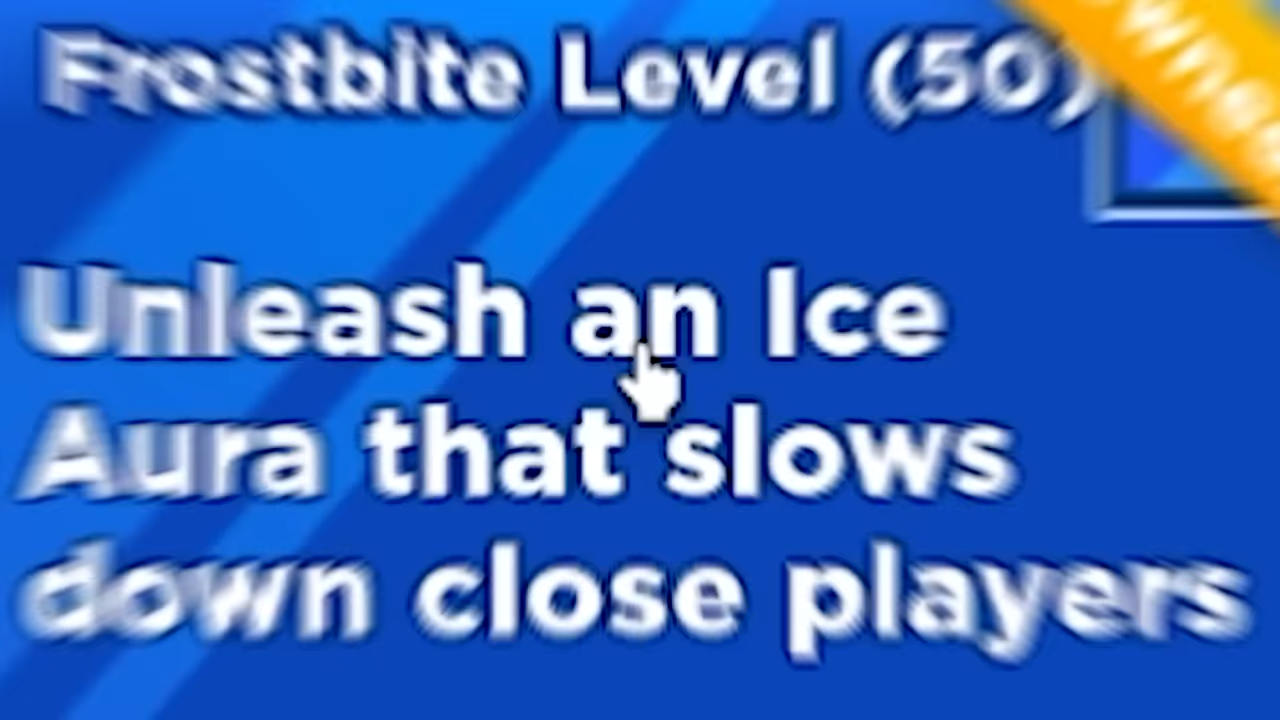 Frostbite Level (50)
Unleash an Ice
Aura that slows
down close players